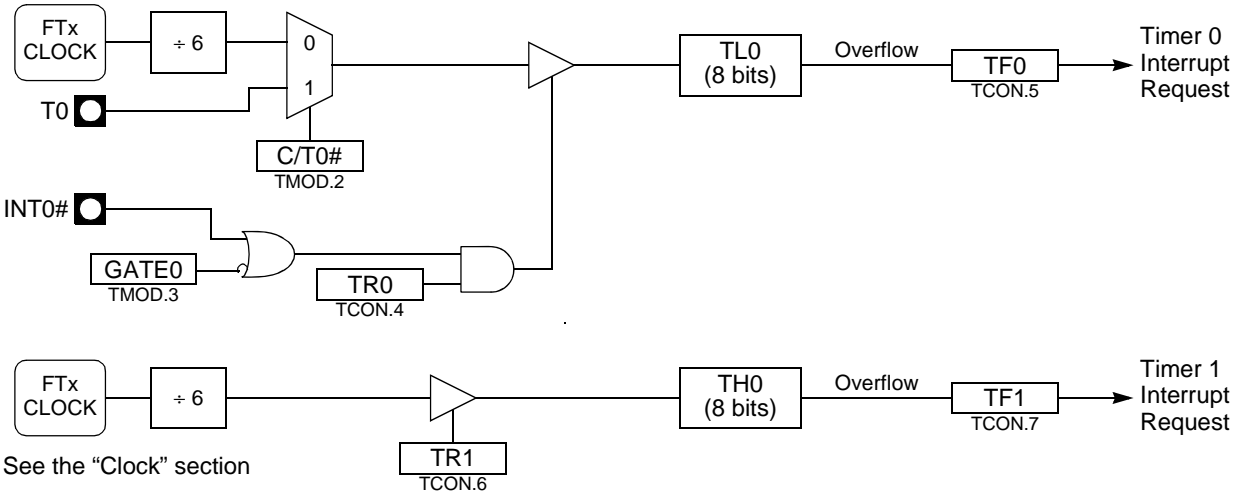 FTx
CLOCK
÷ 6
0
1
T0
C/T0#
TMOD.2
TL0
(8 bits)
Overflow
TF0
TCON.5
Timer 0
Interrupt
Request
INT0#
GATE0
TMOD.3
TR0
TCON.4
FTx
CLOCK
÷ 6
TR1
TCON.6
TH0
(8 bits)
Overflow
TF1
TCON.7
Timer 1
Interrupt
Request
See the “Clock” section